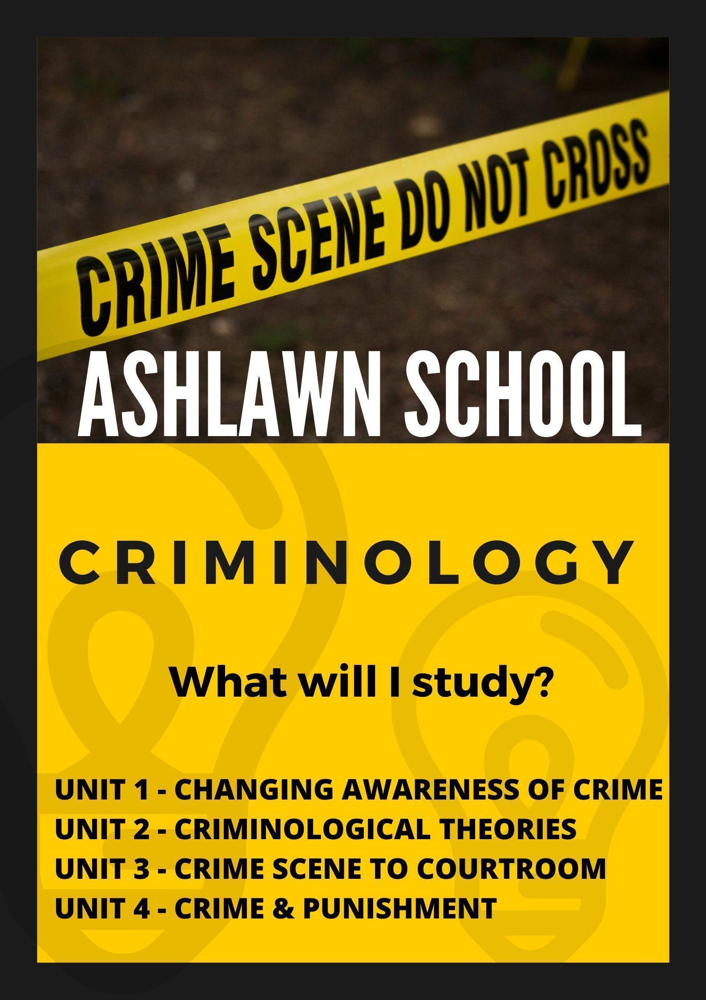 CRIME SCENE DO NOT CROSS
ASHLAWN SCHOOL
CRIMINOLOGY
What will I study?
UNIT 1 - CHANGING AWARENESS OF CRIME
UNIT 2 - CRIMINOLOGICAL THEORIES
UNIT 3 - CRIME SCENE TO COURTROOM
UNIT 4 - CRIME & PUNISHMENT